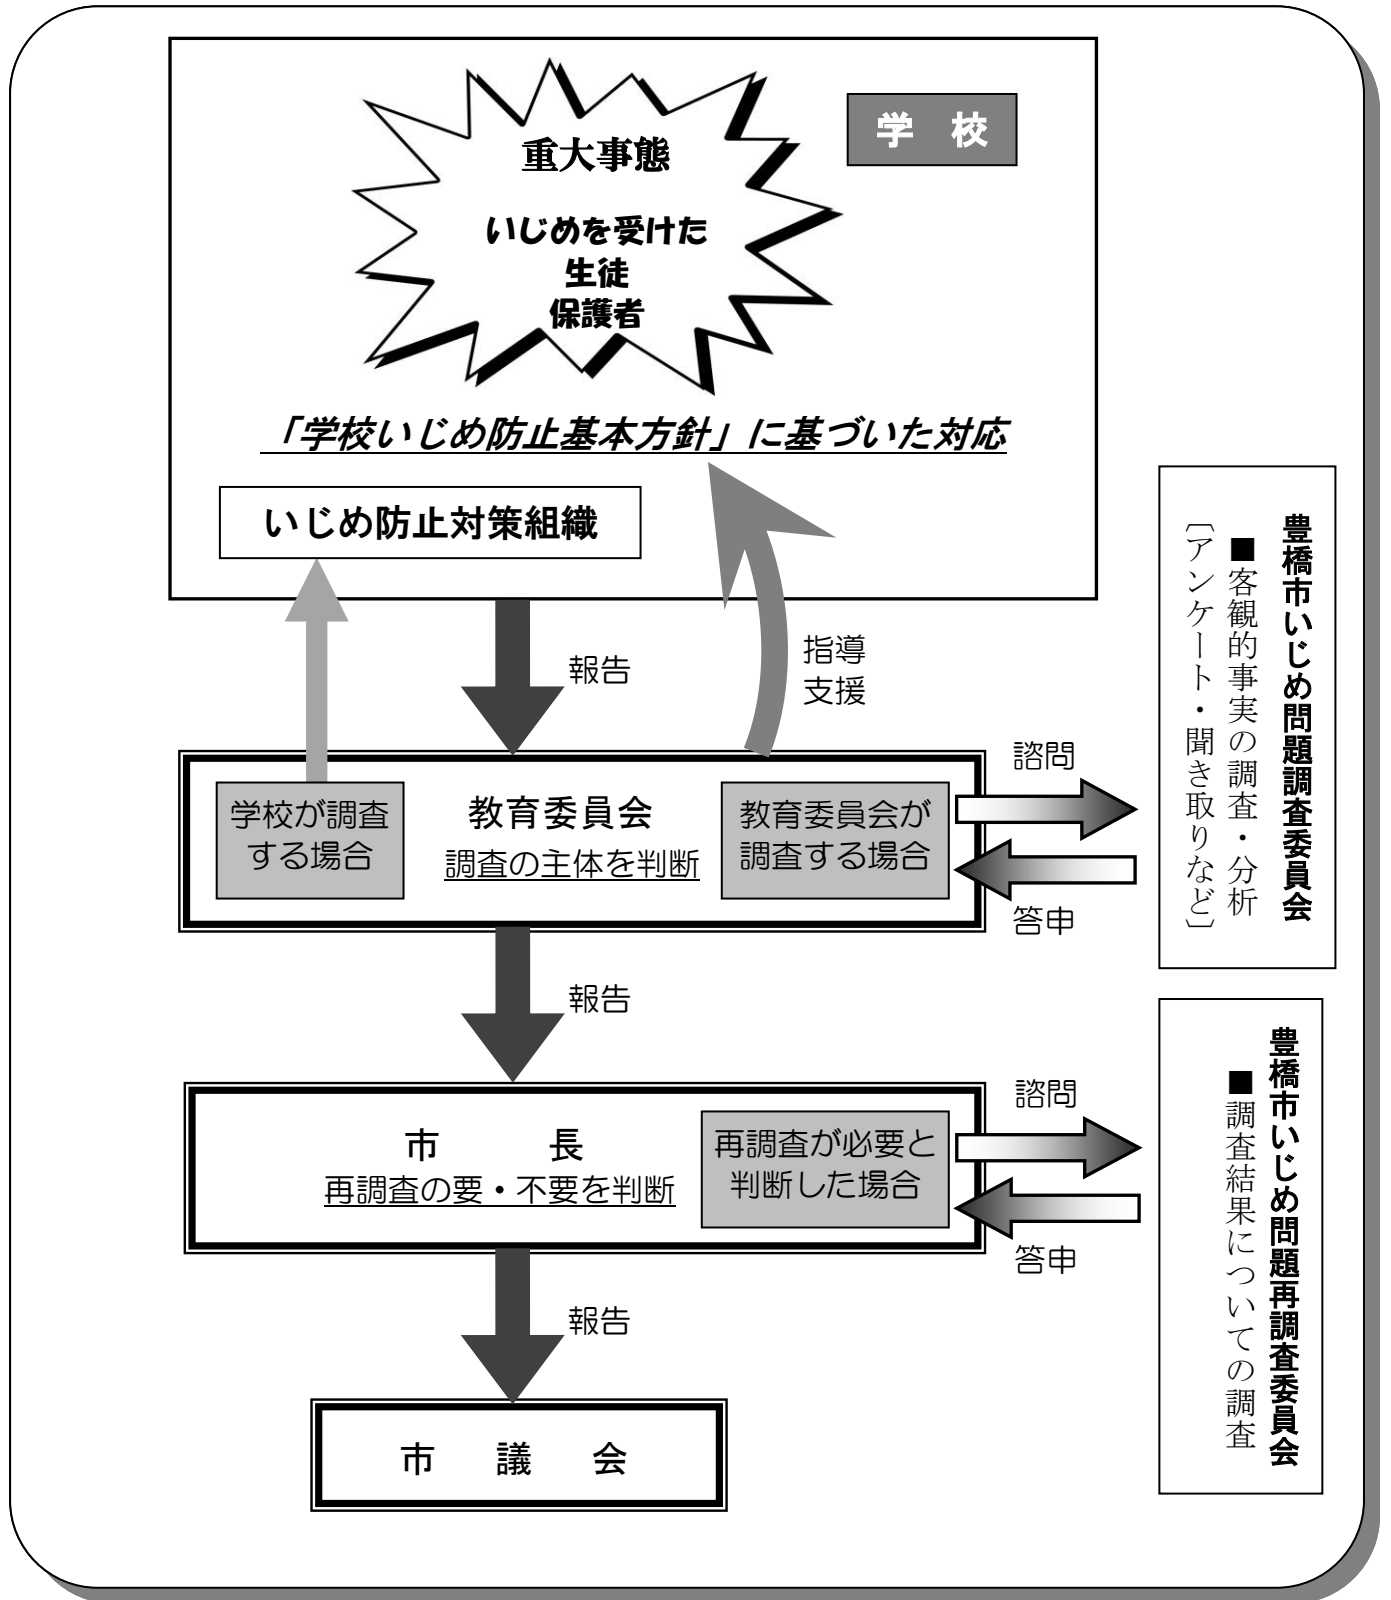 学　校
重大事態
いじめを受けた
生徒
保護者
「学校いじめ防止基本方針」に基づいた対応
いじめ防止対策組織
報告
指導
支援
学校が調査
する場合
教育委員会
調査の主体を判断
教育委員会が
調査する場合
諮問
答申
豊橋市いじめ問題調査委員会
■客観的事実の調査・分析
〔アンケート・聞き取りなど〕
報告
市　　　長
再調査の要・不要を判断
再調査が必要と
判断した場合
諮問
答申
豊橋市いじめ問題再調査委員会
■調査結果についての調査
報告
市　議　会